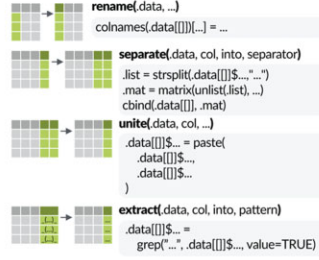 rename(.data, ...)
colnames(.data[[]])[...] = ...
separate(.data, col, into, separator)
.list = strsplit(.data[[]]$...,"...")
.mat = matrix(unlist(.list), ...)
cbind(.data[[]], .mat)
unite(.data, col, ...)
.data[[]]$... = paste(
.data[[]]$...,
.data[[]]$...
)
extract(.data, col, into, pattern)
.data[[]]$... =
grep("...", .data[[]]$..., value=TRUE)